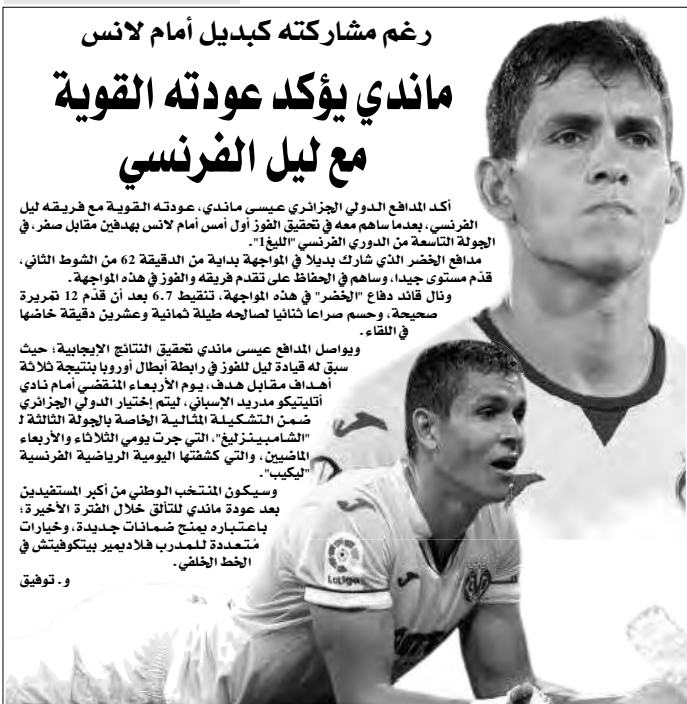 رغم مشاركته كبديل أمام لانس
ماندي يؤكد عودته القوية
مع ليل الفرنسي
أكد المدافع الدولي الجزائري عيسى ماندي، عودته القوية مع فريقه ليل
الفرنسي، بعدما ساهم معه في تحقيق الفوز أول أمس أمام لانس بهدفين مقابل صفر، في
الجولة التاسعة من الدوري الفرنسي "الليغ1".
مدافع الخضر الذي شارك بديلا في المواجهة بداية من الدقيقة 62 من الشوط الثاني،
قدّم مستوى جيدا، وساهم في الحفاظ على تقدم فريقه والفوز في هذه المواجهة.
ونال قائد دفاع "الخضر" في هذه المواجهة، تنقيط 6.7 بعد أن قدّم 12 تمريرة
صحيحة، وحسم صراعا ثنائيا لصالحه طيلة ثمانية وعشرين دقيقة خاضها
في اللقاء.
ويواصل المدافع عيسى ماندي تحقيق النتائج الإيجابية؛ حيث
سبق له قيادة ليل للفوز في رابطة أبطال أوروبا بنتيجة ثلاثة
أهداف مقابل هدف، يوم الأربعاء المنقضي أمام نادي
أتليتيكو مدريد الإسباني، ليتم إختيار الدولي الجزائري
ضمن التشكيلة المثالية الخاصة بالجولة الثالثة لـ
"الشامبينزليغ"، التي جرت يومي الثلاثاء والأربعاء
الماضيين، والتي كشفتها اليومية الرياضية الفرنسية
"ليكيب".
وسيكون المنتخب الوطني من أكبر المستفيدين
بعد عودة ماندي للتألق خلال الفترة الأخيرة؛
باعتباره يمنح ضمانات جديدة، وخيارات
مُتعددة للمدرب فلاديمير بيتكوفيتش في
الخط الخلفي.
و. توفيق
LaLiga